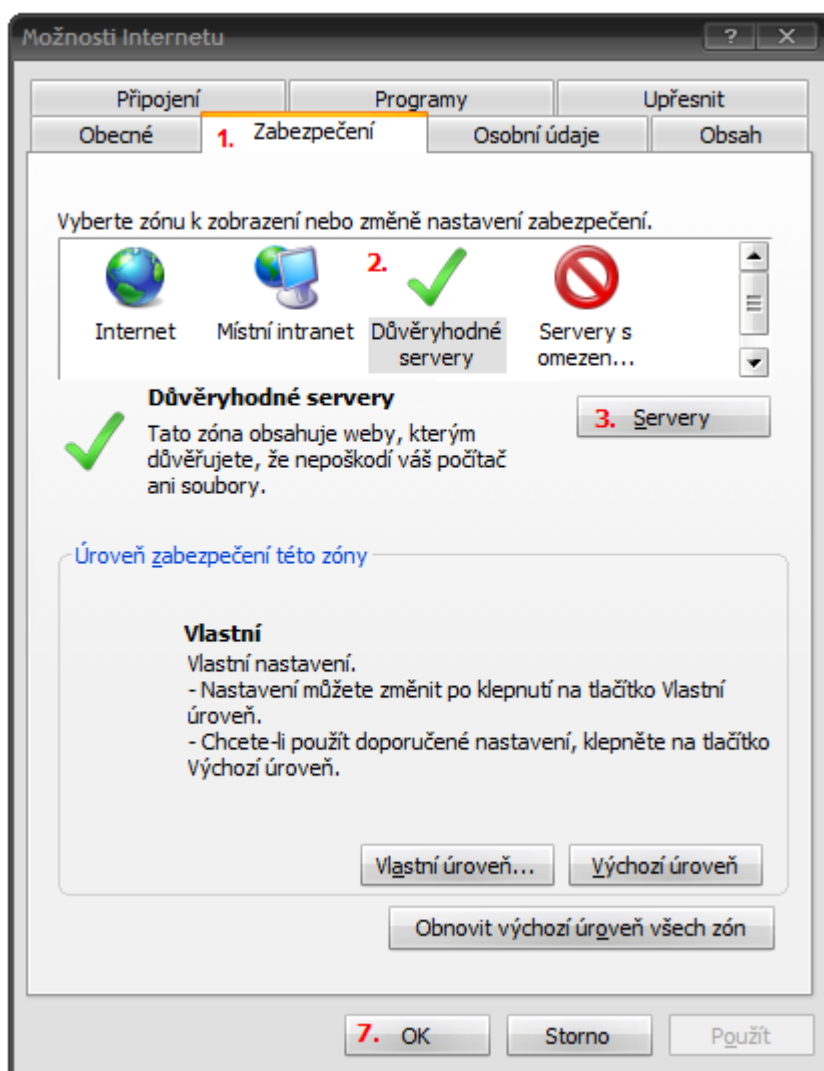 Možnosti Internetu
Připojení Programy Upřesnit
Obecné 1. Zabezpečení Osobní údaje Obsah
Vyberte zónu k zobrazení nebo změně nastavení zabezpečení.
2.
Internet Místní intranet Důvěryhodné servery Servery s omezen...
Důvěryhodné servery
3. Servery
Tato zóna obsahuje weby, kterým
důvěřujete, že nepoškodí váš počítač
ani soubory.
Úroveň zabezpečení této zóny
Vlastní
Vlastní nastavení.
- Nastavení můžete změnit po klepnutí na tlačítko Vlastní
úroveň.
- Chcete-li použít doporučené nastavení, klepněte na tlačítko
Výchozí úroveň.
Vlastní úroveň... Výchozí úroveň
Obnovit výchozí úroveň všech zón
7. OK Storno Použít